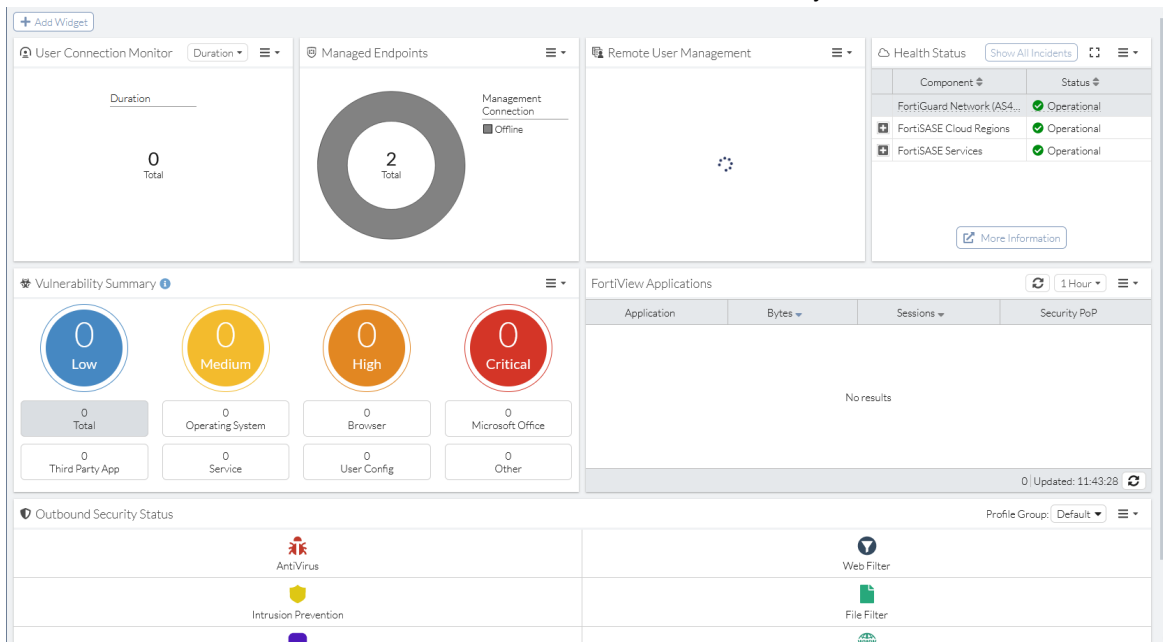 Add Widget
User Connection Monitor
Duration
Duration
0
Total
Managed Endpoints
2
Total
Management
Connection
Offline
Remote User Management
Health Status
Show All Incidents
Component
Status
FortiGuard Network (AS4...
Operational
FortiSASE Cloud Regions
Operational
FortiSASE Services
Operational
More Information
Vulnerability Summary
0
Low
0
Medium
0
High
0
Critical
0
Total
0
Operating System
0
Browser
0
Microsoft Office
0
Third Party App
0
Service
0
User Config
0
Other
FortiView Applications
1 Hour
Application
Bytes
Sessions
Security PoP
No results
0
Updated: 11:43:28
Outbound Security Status
Profile Group:
Default
AntiVirus
Web Filter
Intrusion Prevention
File Filter